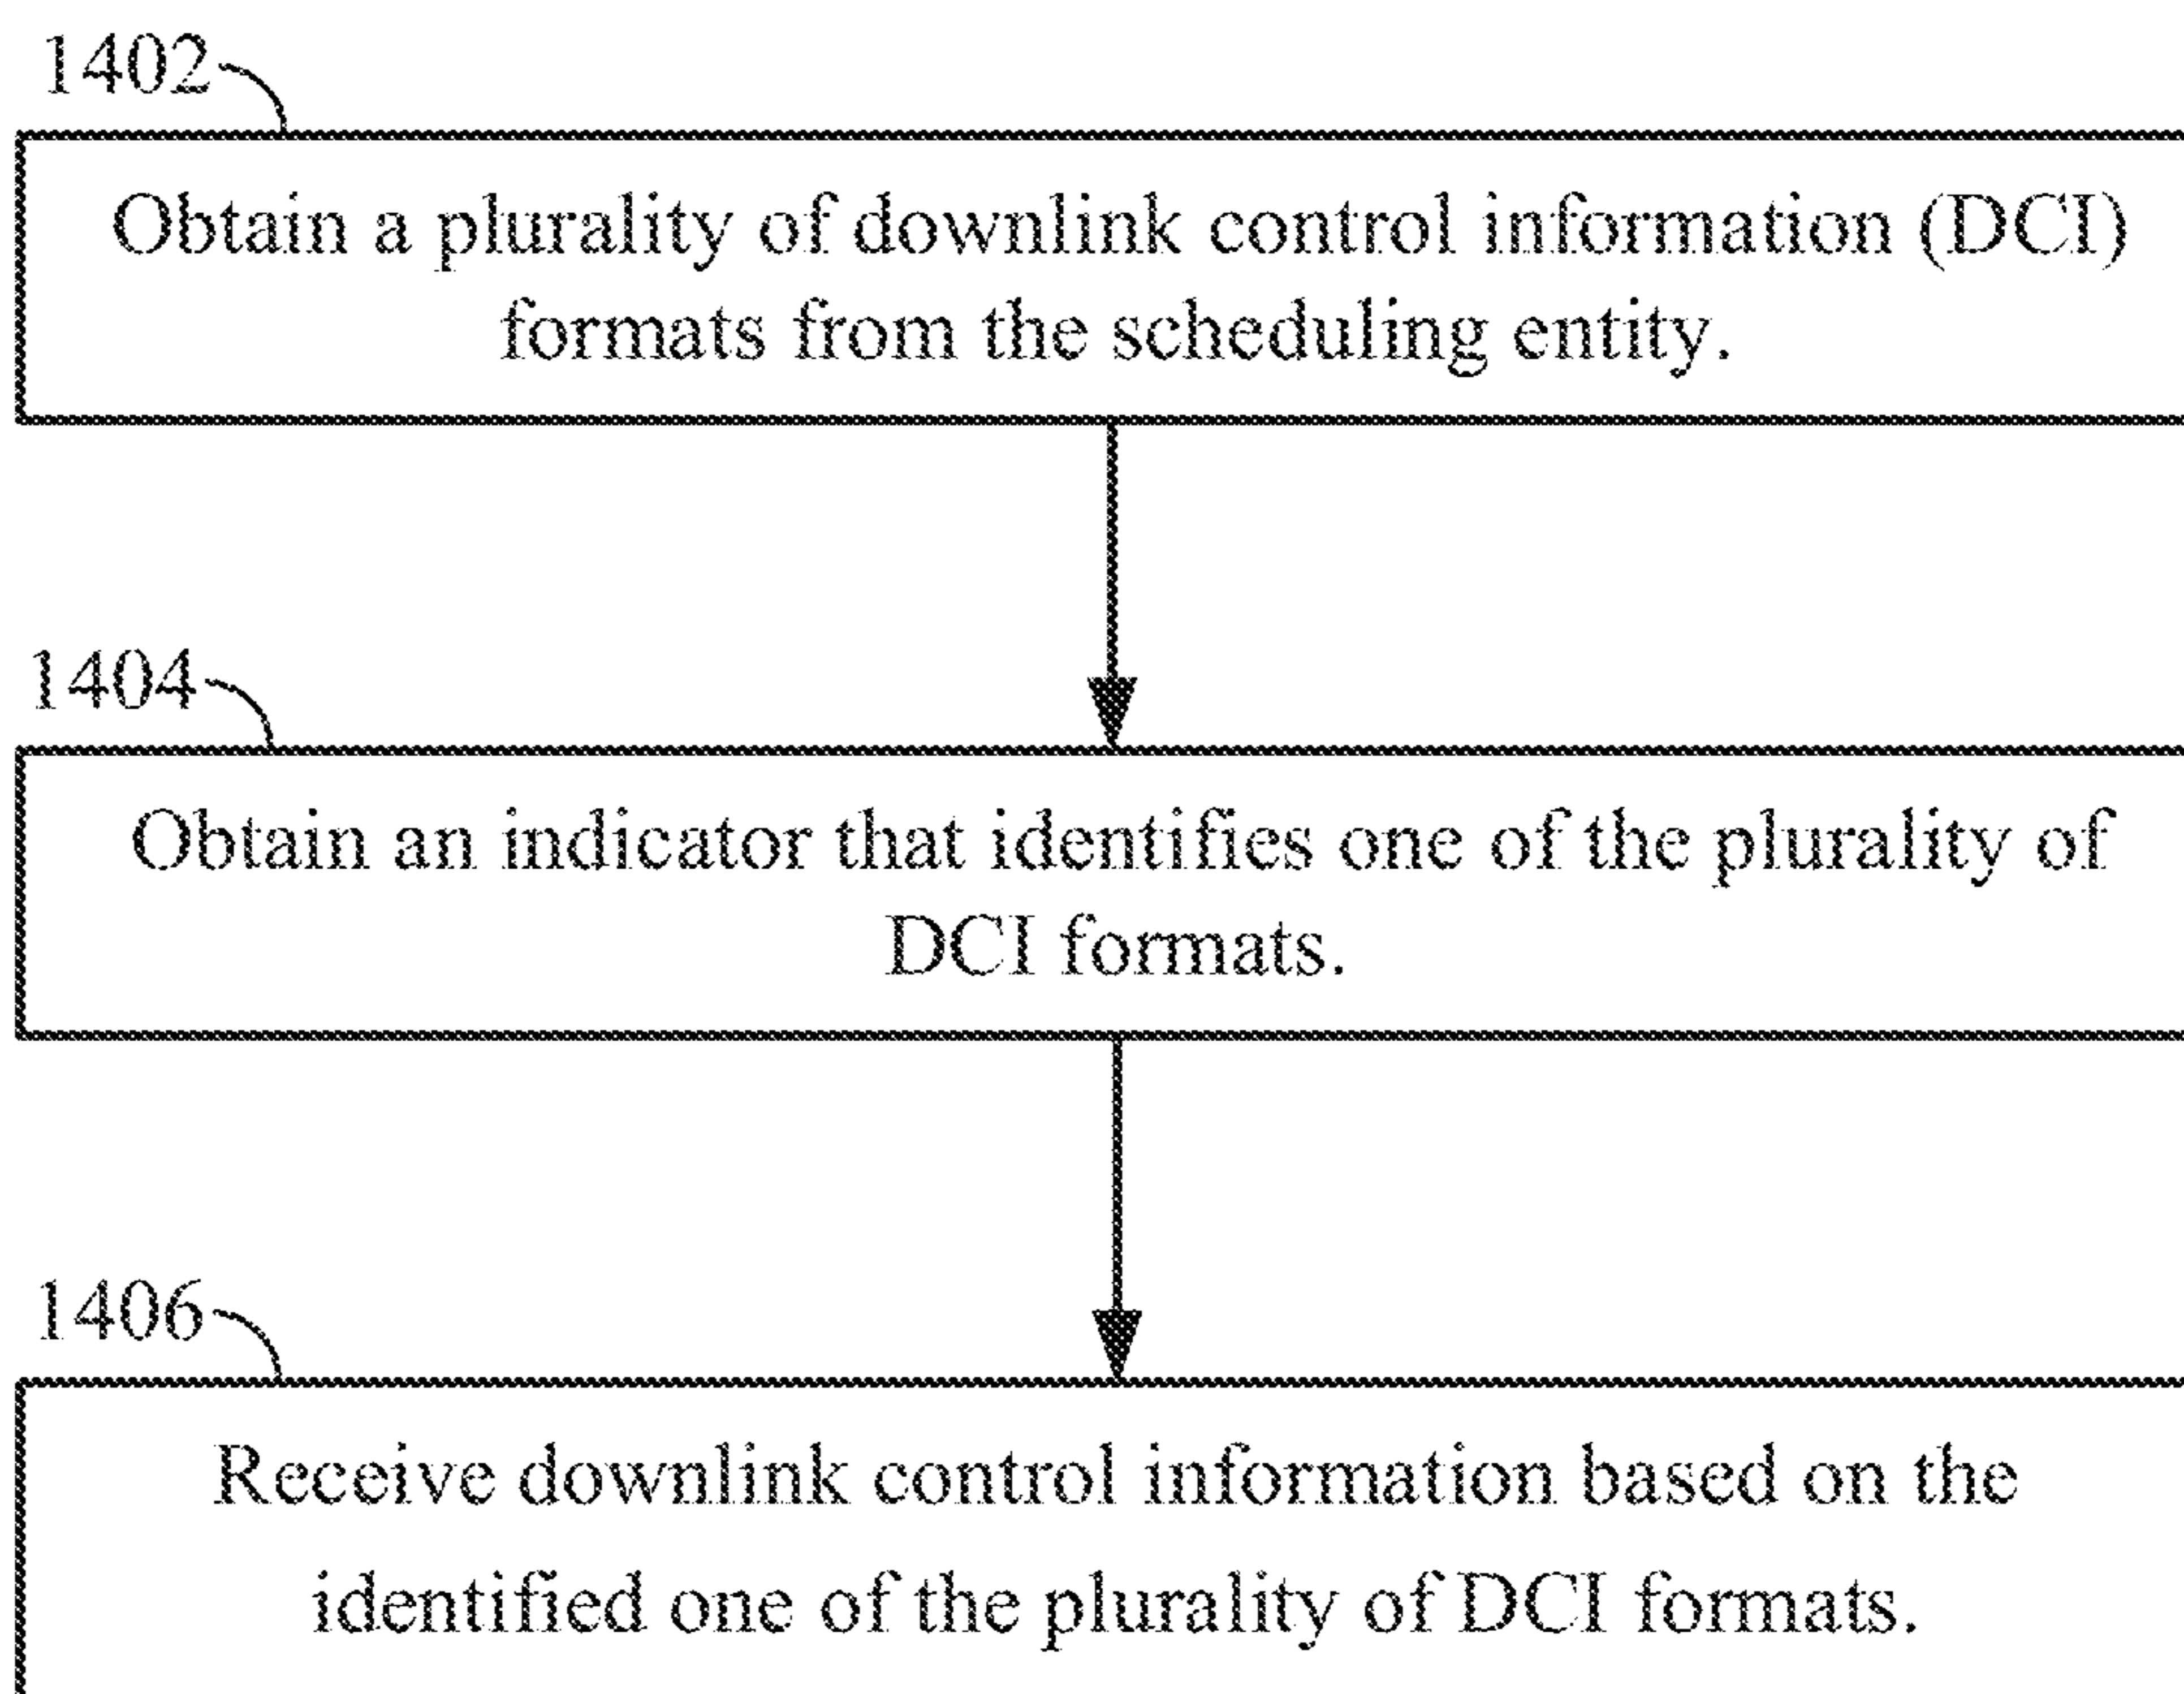 1402
Obtain a plurality of downlink control information (DCI)
formats from the scheduling entity.
1404
Obtain an indicator that identifies one of the plurality of
DCI formats.
1406
Receive downlink control information based on the
identified one of the plurality of DCI formats.